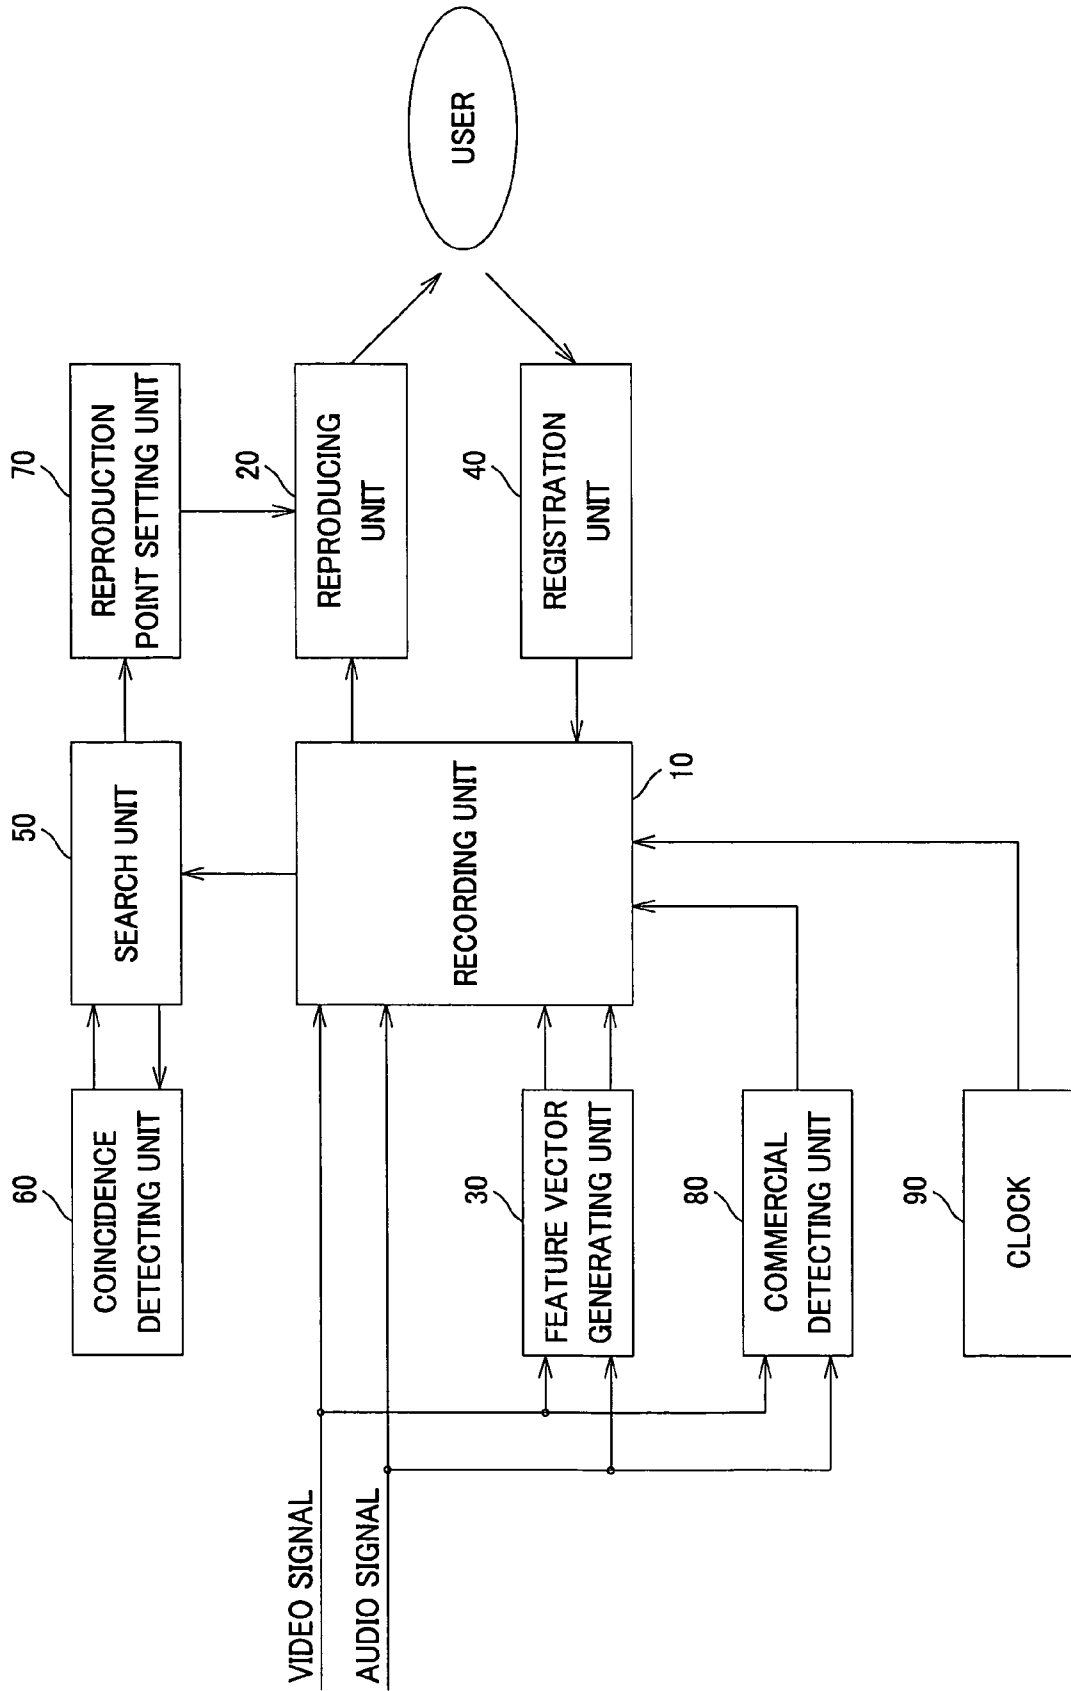 60
COINCIDENCE
DETECTING UNIT
50
SEARCH UNIT
70
REPRODUCTION
POINT SETTING UNIT
VIDEO SIGNAL
AUDIO SIGNAL
RECORDING UNIT
10
20
REPRODUCING
UNIT
USER
30
FEATURE VECTOR
GENERATING UNIT
40
REGISTRATION
UNIT
80
COMMERCIAL
DETECTING UNIT
90
CLOCK